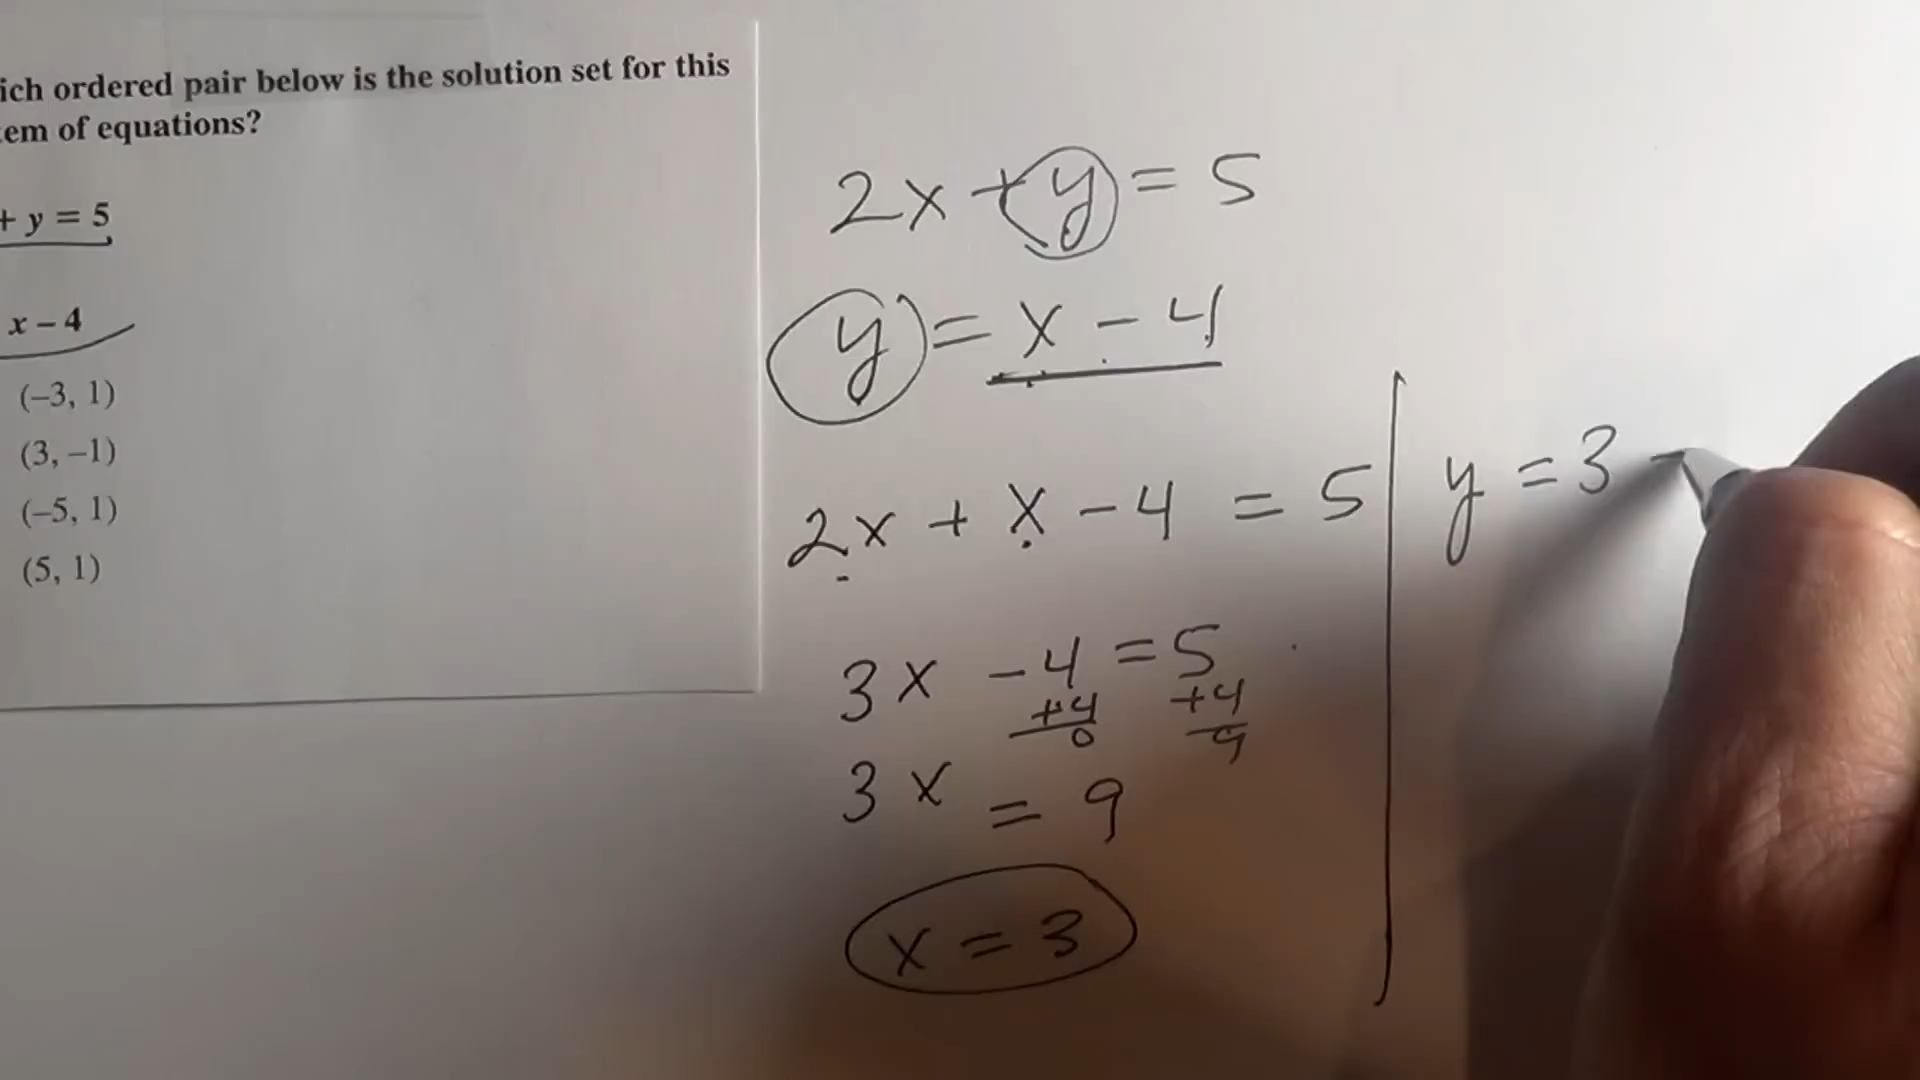 ich ordered pair below is the solution set for this
tem of equations?
+ y = 5
x – 4
(–3, 1)
(3, –1)
(–5, 1)
(5, 1)
2x + y = 5
y = x - 4
2x + x - 4 = 5
3x - 4 = 5
+4 +4
0 9
3x = 9
x = 3
y = 3 -